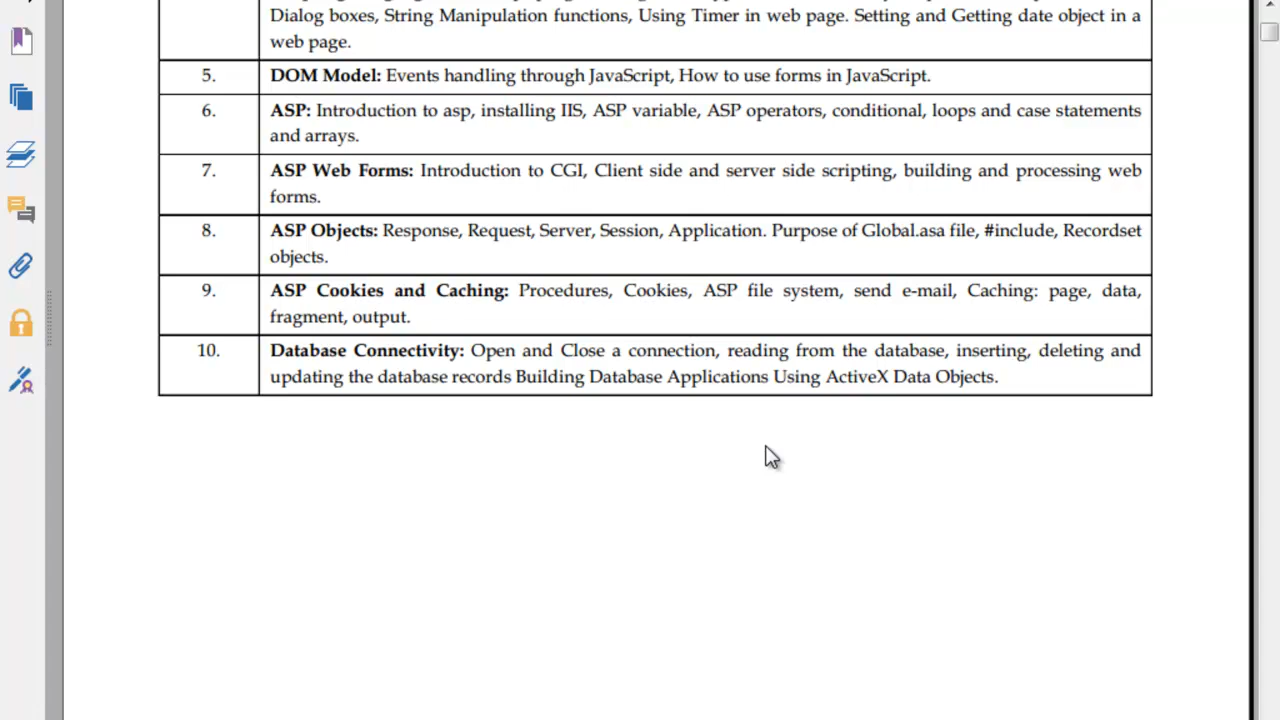 Dialog boxes, String Manipulation functions, Using Timer in web page. Setting and Getting date object in a
web page.
5. DOM Model: Events handling through JavaScript, How to use forms in JavaScript.
6. ASP: Introduction to asp, installing IIS, ASP variable, ASP operators, conditional, loops and case statements
and arrays.
7. ASP Web Forms: Introduction to CGI, Client side and server side scripting, building and processing web
forms.
8. ASP Objects: Response, Request, Server, Session, Application. Purpose of Global.asa file, #include, Recordset
objects.
9. ASP Cookies and Caching: Procedures, Cookies, ASP file system, send e-mail, Caching: page, data,
fragment, output.
10. Database Connectivity: Open and Close a connection, reading from the database, inserting, deleting and
updating the database records Building Database Applications Using ActiveX Data Objects.